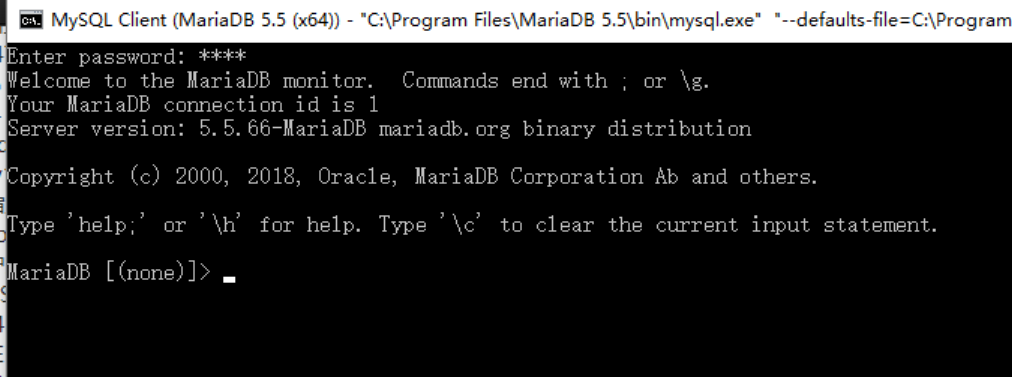 MySQL Client (MariaDB 5.5 (x64)) - "C:\Program Files\MariaDB 5.5\bin\mysql.exe" "--defaults-file=C:\Program
Enter password: ****
Welcome to the MariaDB monitor.  Commands end with ; or \g.
Your MariaDB connection id is 1
Server version: 5.5.66-MariaDB mariadb.org binary distribution
Copyright (c) 2000, 2018, Oracle, MariaDB Corporation Ab and others.
Type 'help;' or '\h' for help. Type '\c' to clear the current input statement.
MariaDB [(none)]>